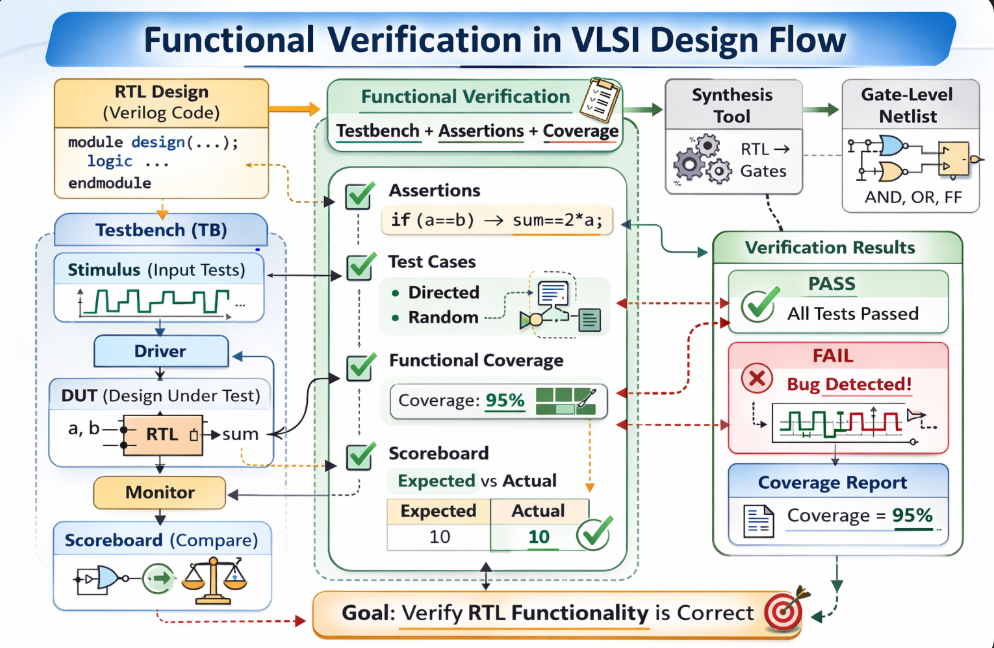 Functional Verification in VLSI Design Flow
RTL Design
(Verilog Code)
module design(...);
logic ...
endmodule
Testbench (TB)
Stimulus (Input Tests)
...
Driver
DUT (Design Under Test)
a, b
RTL
sum
Monitor
Scoreboard (Compare)
Functional Verification
Testbench + Assertions + Coverage
Assertions
if (a==b) → sum==2*a;
Test Cases
• Directed
• Random
Functional Coverage
Coverage: 95%
Scoreboard
Expected vs Actual
Expected Actual
10 10
Synthesis
Tool
RTL →
Gates
Gate-Level
Netlist
AND, OR, FF
Verification Results
PASS
All Tests Passed
FAIL
Bug Detected!
Coverage Report
Coverage = 95%
Goal: Verify RTL Functionality is Correct